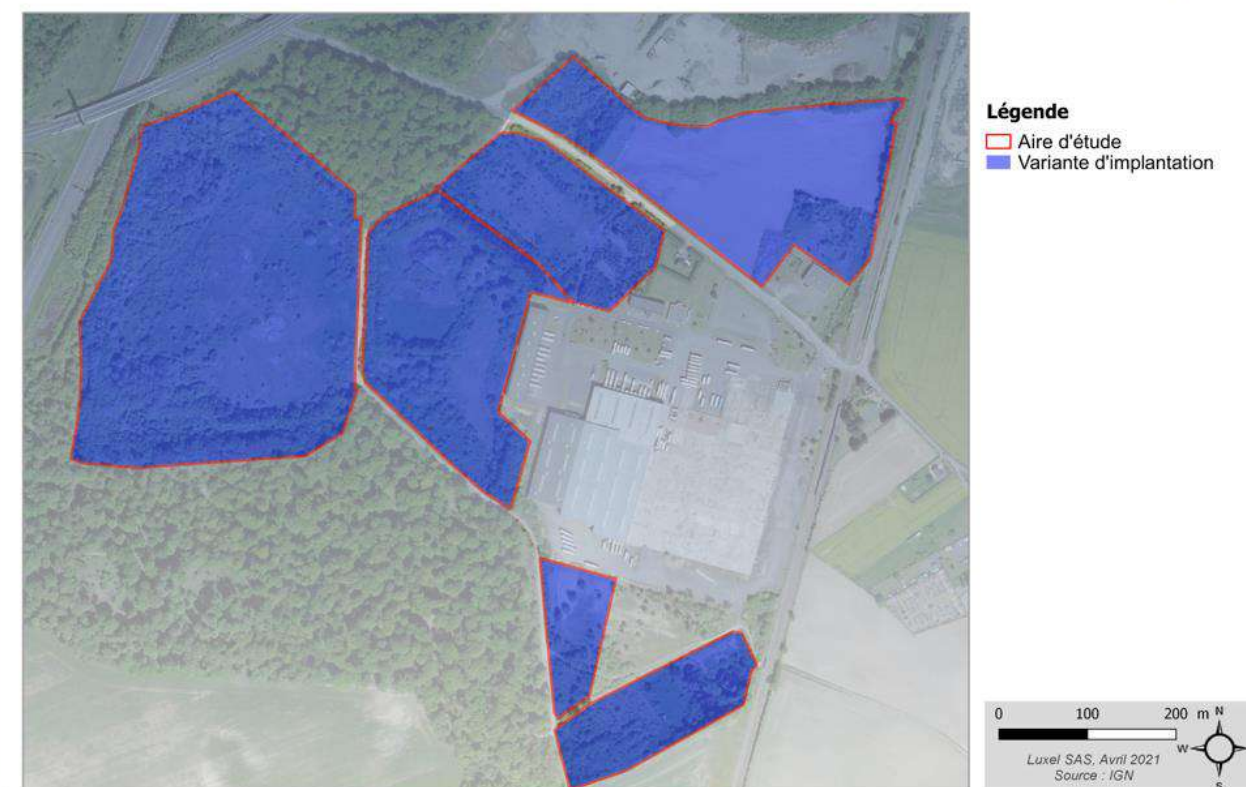 Légende
Aire d'étude
Variante d'implantation
0 100 200 m
N
W
S
Luxel SAS, Avril 2021
Source : IGN